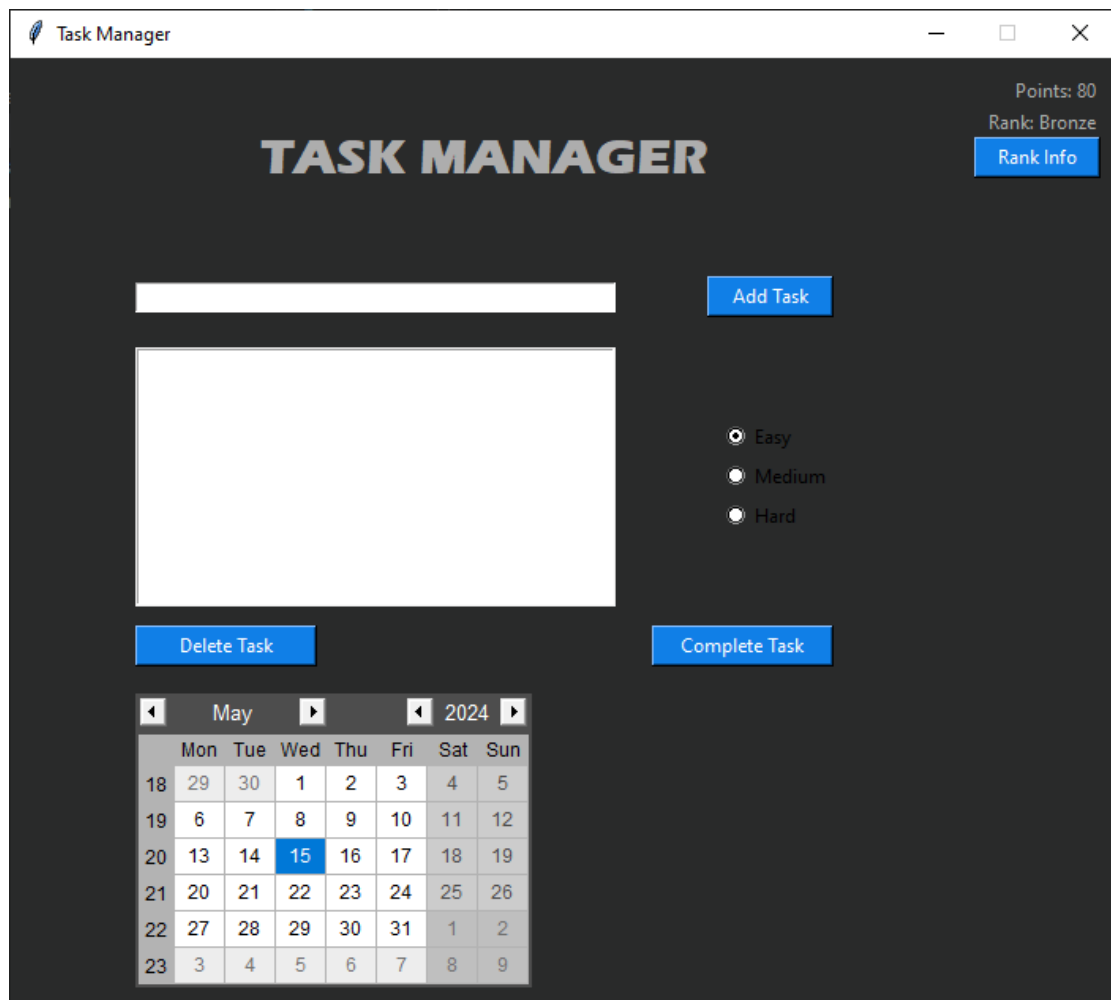 Task Manager
Points: 80
Rank: Bronze
TASK MANAGER
Rank Info
Add Task
Easy
Medium
Hard
Delete Task
Complete Task
May 2024
Mon Tue Wed Thu Fri Sat Sun
18 29 30 1 2 3 4 5
19 6 7 8 9 10 11 12
20 13 14 15 16 17 18 19
21 20 21 22 23 24 25 26
22 27 28 29 30 31 1 2
23 3 4 5 6 7 8 9